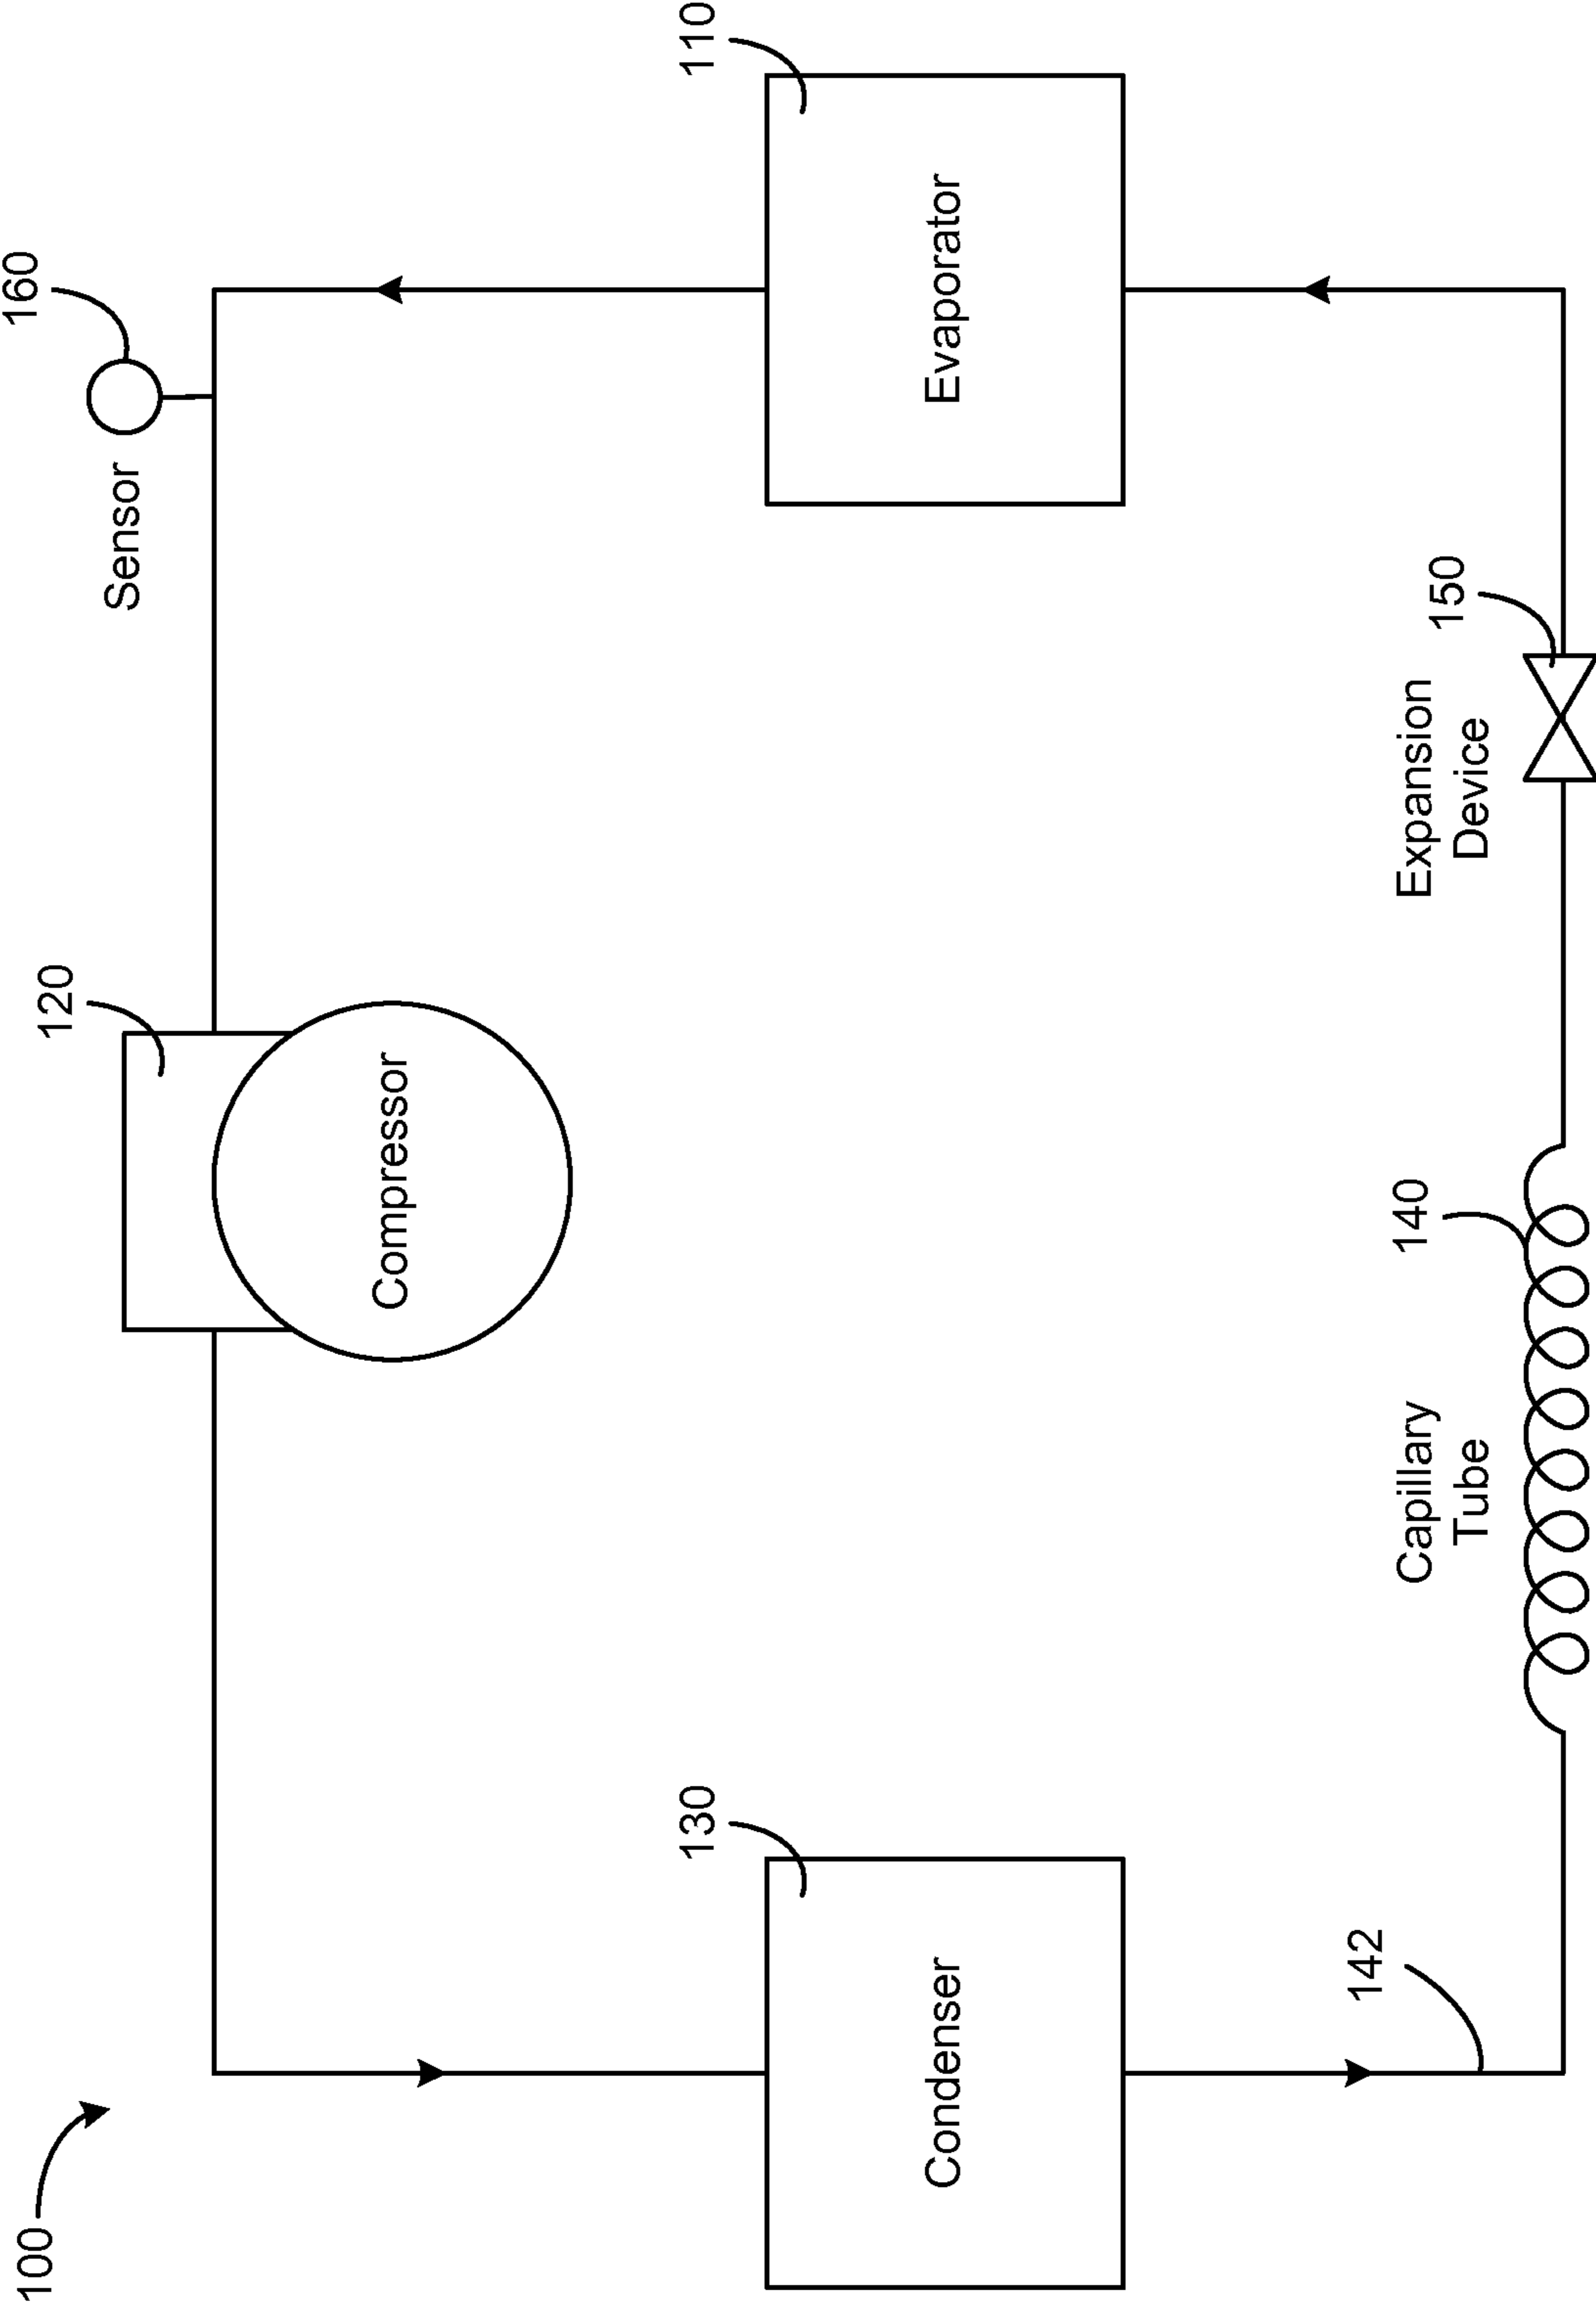 100
160
120
Sensor
Compressor
130
110
Condenser
Evaporator
142
140
Capillary
Tube
Expansion
Device
150